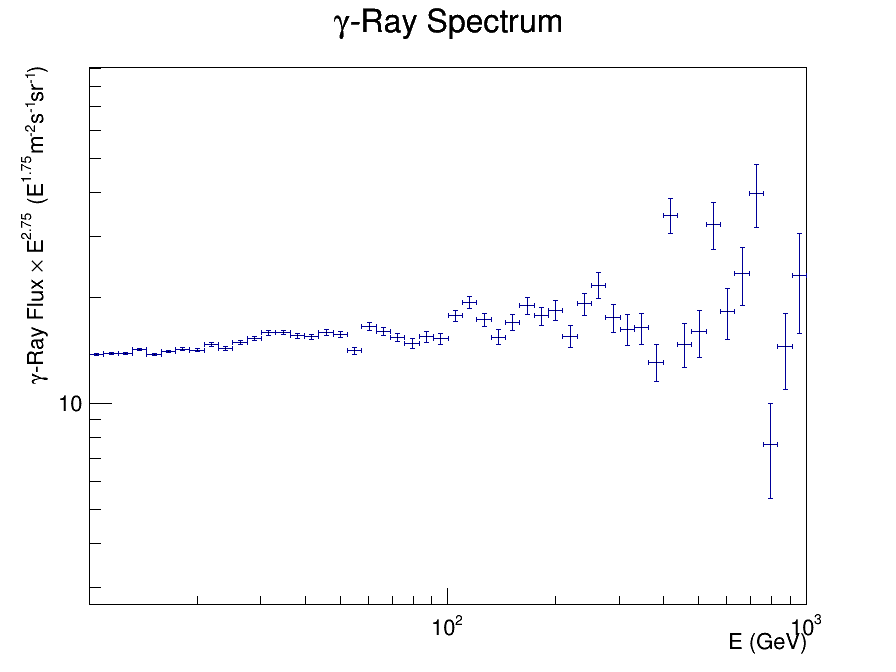 γ-Ray Spectrum
γ-Ray Flux × E^2.75 (E^1.75 m^-2 s^-1 sr^-1)
10
10^2
10^3
E (GeV)